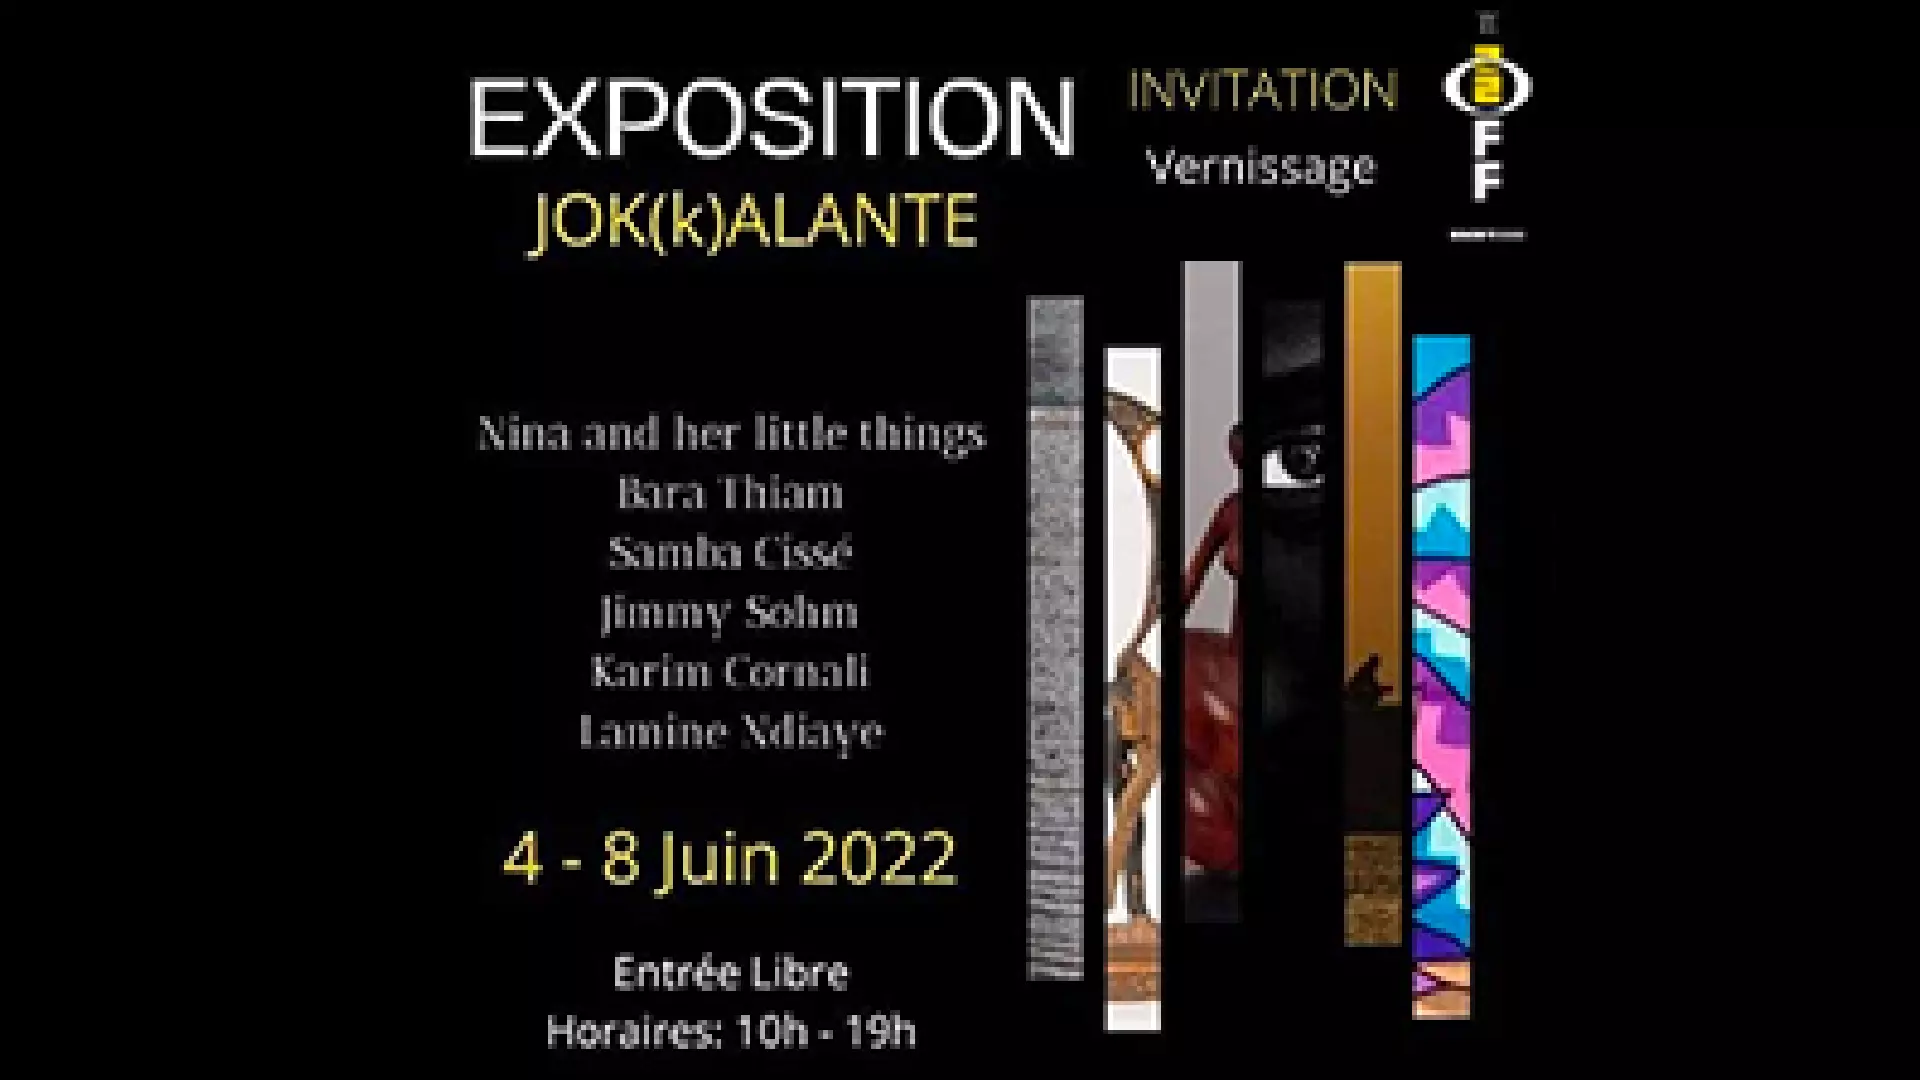 EXPOSITION
JOK(k)ALANTE
INVITATION
Vernissage
OFF
Nina and her little things
Bara Thiam
Samba Cissé
Jimmy Sohm
Karim Cornali
Lamine Ndiaye
4 - 8 Juin 2022
Entrée Libre
Horaires: 10h - 19h